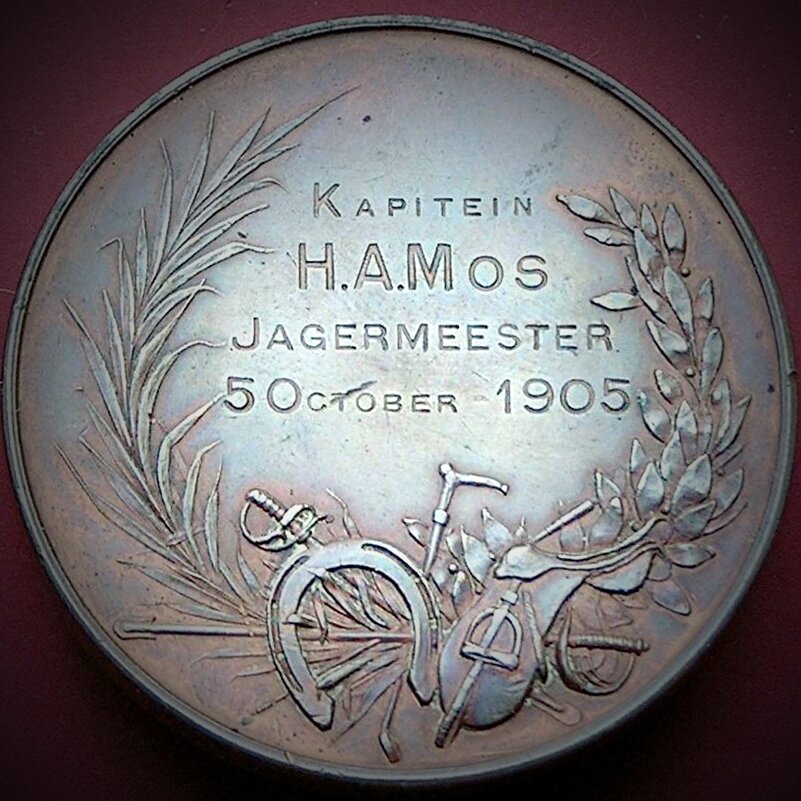 KAPITEIN
H.A.MOS
JAGERMEESTER
5 OCTOBER - 1905